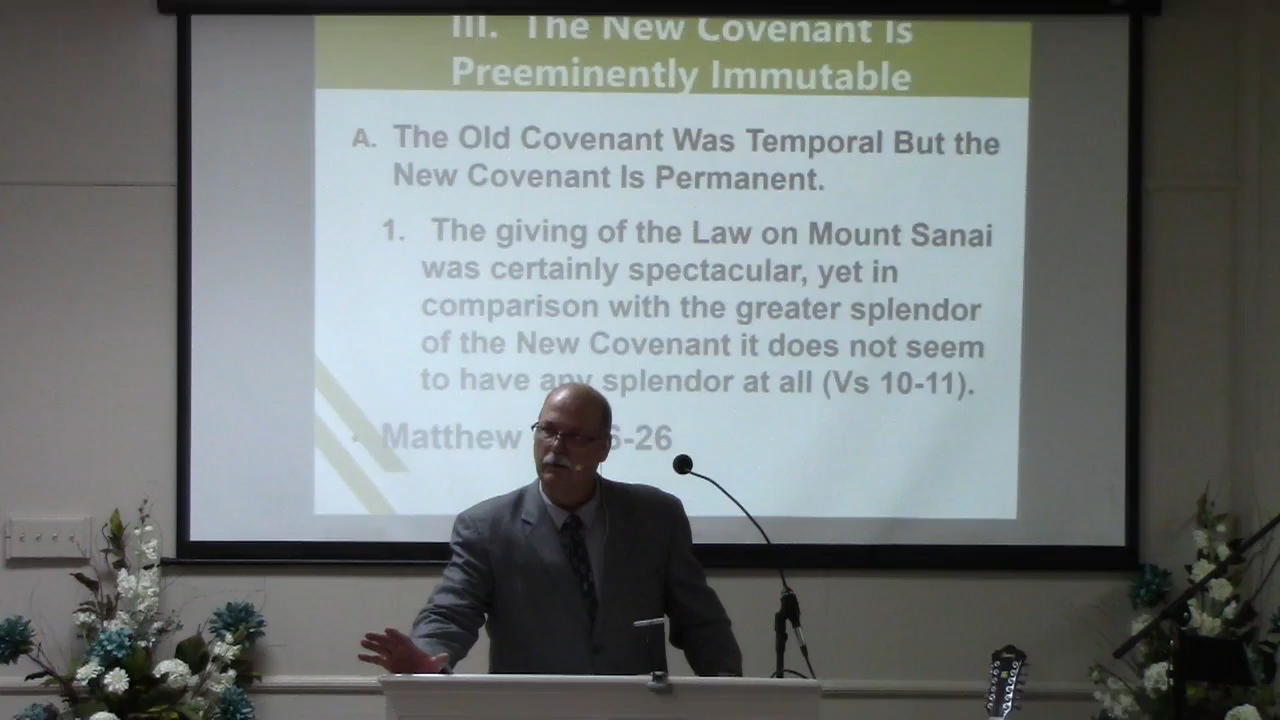 III. The New Covenant Is
Preeminently Immutable
A. The Old Covenant Was Temporal But the
New Covenant Is Permanent.
1. The giving of the Law on Mount Sanai
was certainly spectacular, yet in
comparison with the greater splendor
of the New Covenant it does not seem
to have any splendor at all (Vs 10-11).
Matthew 6-26